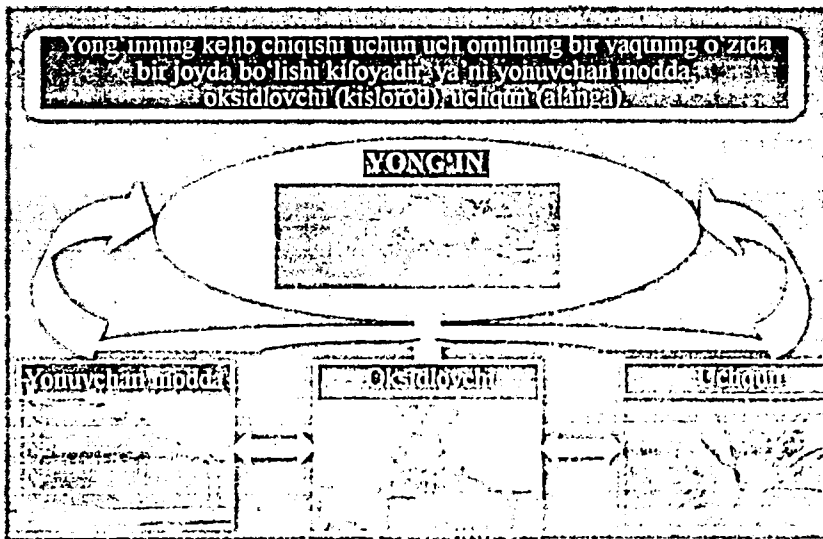 Yong'inning kelib chiqishi uchun uch omilning bir vaqtning o'zida
bir joyda bo'lishi kifoyadir, ya'ni yonuvchan modda,
oksidlovchi (kislorod), uchqun (alanga)
YONG'IN
Yonuvchan modda
Oksidlovchi
Uchqun